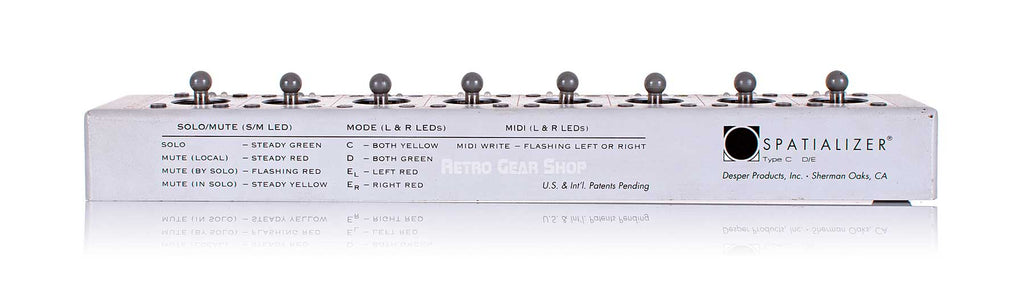 SOLO/MUTE (S/M LED)
SOLO – STEADY GREEN
MUTE (LOCAL) – STEADY RED
MUTE (BY SOLO) – FLASHING RED
MUTE (IN SOLO) – STEADY YELLOW
MODE (L & R LEDs)
C – BOTH YELLOW
D – BOTH GREEN
EL – LEFT RED
ER – RIGHT RED
MIDI (L & R LEDs)
MIDI WRITE – FLASHING LEFT OR RIGHT
RETRO GEAR SHOP
U.S. & Int'l. Patents Pending
SPATIALIZER®
Type C D/E
Desper Products, Inc. · Sherman Oaks, CA